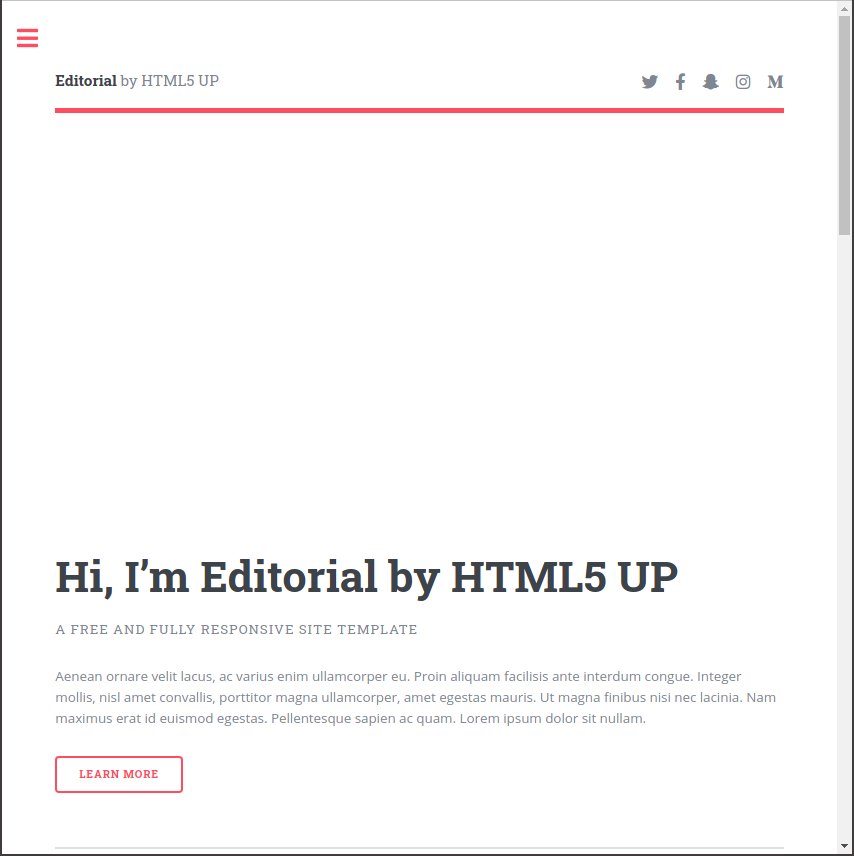 Editorial by HTML5 UP
Hi, I’m Editorial by HTML5 UP
A FREE AND FULLY RESPONSIVE SITE TEMPLATE
Aenean ornare velit lacus, ac varius enim ullamcorper eu. Proin aliquam facilisis ante interdum congue. Integer
mollis, nisl amet convallis, porttitor magna ullamcorper, amet egestas mauris. Ut magna finibus nisi nec lacinia. Nam
maximus erat id euismod egestas. Pellentesque sapien ac quam. Lorem ipsum dolor sit nullam.
LEARN MORE